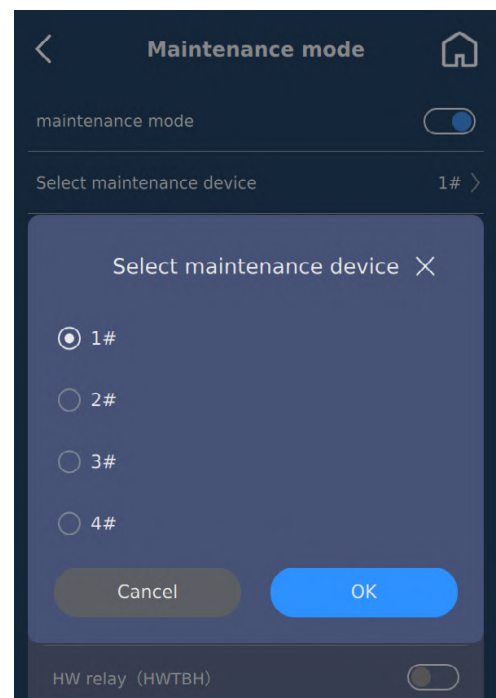 Maintenance mode
maintenance mode
Select maintenance device 1#
Select maintenance device
1#
2#
3#
4#
Cancel OK
HW relay（HWTBH)